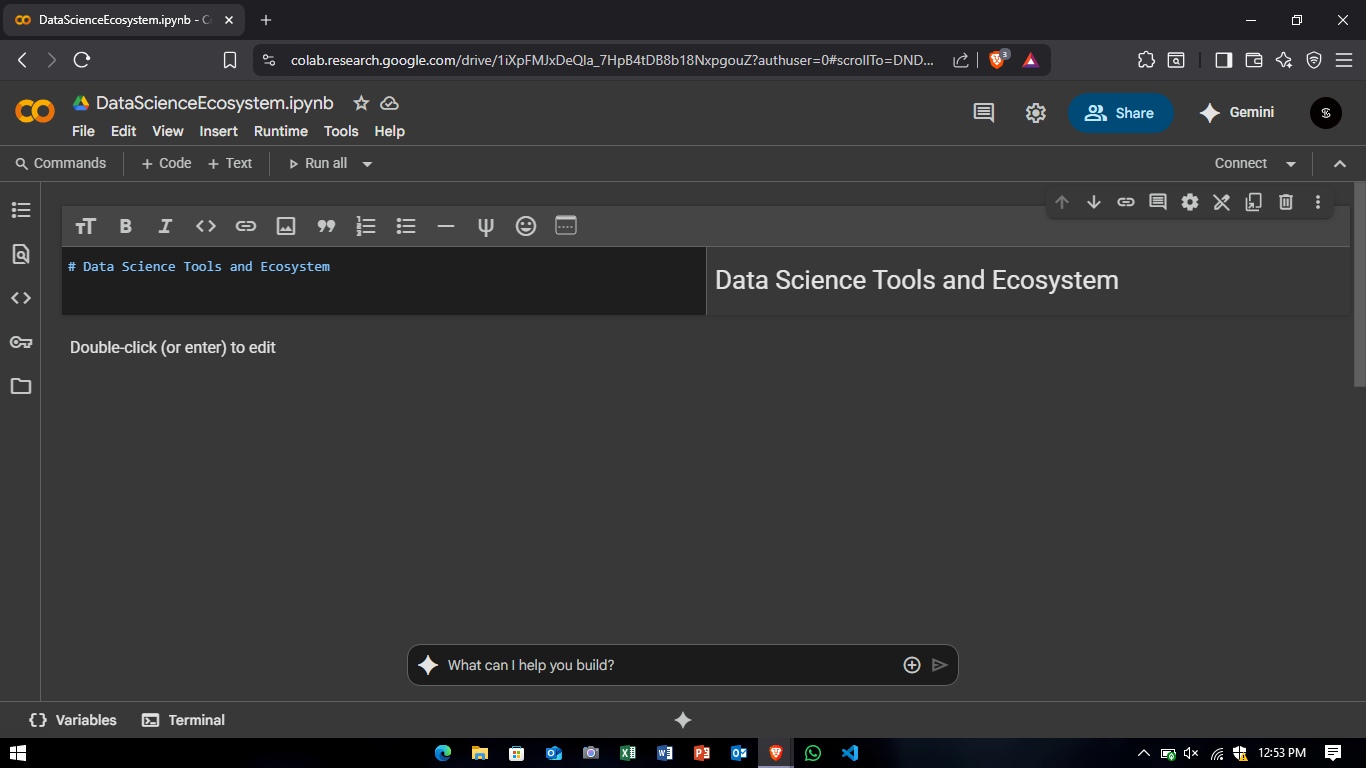 DataScienceEcosystem.ipynb - C
colab.research.google.com/drive/1iXpFMJxDeQIa_7HpB4tDB8b18NxpgouZ?authuser=0#scrollTo=DND...
3
DataScienceEcosystem.ipynb
File Edit View Insert Runtime Tools Help
Share
Gemini
Commands
+ Code + Text
Run all
Connect
# Data Science Tools and Ecosystem
Data Science Tools and Ecosystem
Double-click (or enter) to edit
What can I help you build?
Variables
Terminal
12:53 PM